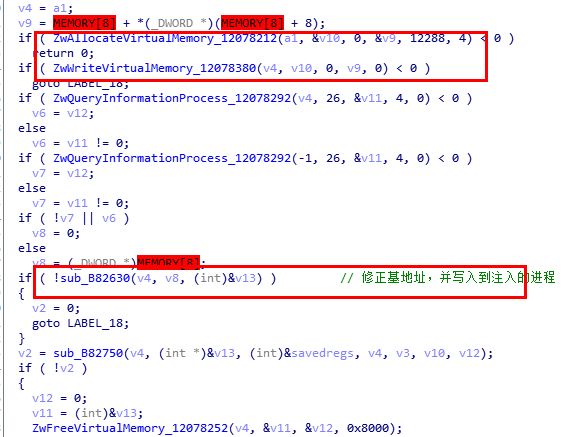 v4 = a1;
v9 = MEMORY[8] + *(_DWORD *)(MEMORY[8] + 8);
if ( ZwAllocateVirtualMemory_12078212(a1, &v10, 0, &v9, 12288, 4) < 0 )
return 0;
if ( ZwWriteVirtualMemory_12078380(v4, v10, 0, v9, 0) < 0 )
goto LABEL_18;
if ( ZwQueryInformationProcess_12078292(v4, 26, &v11, 4, 0) < 0 )
v6 = v12;
else
v6 = v11 != 0;
if ( ZwQueryInformationProcess_12078292(-1, 26, &v11, 4, 0) < 0 )
v7 = v12;
else
v7 = v11 != 0;
if ( !v7 || v6 )
v8 = 0;
else
v8 = (_DWORD *)MEMORY[8];
if ( !sub_B82630(v4, v8, (int)&v13) ) // 修正基地址，并写入到注入的进程
{
v2 = 0;
goto LABEL_18;
}
v2 = sub_B82750(v4, (int *)&v13, (int)&savedregs, v4, v3, v10, v12);
if ( !v2 )
{
v12 = 0;
v11 = (int)&v13;
ZwFreeVirtualMemory_12078252(v4, &v11, &v12, 0x8000);